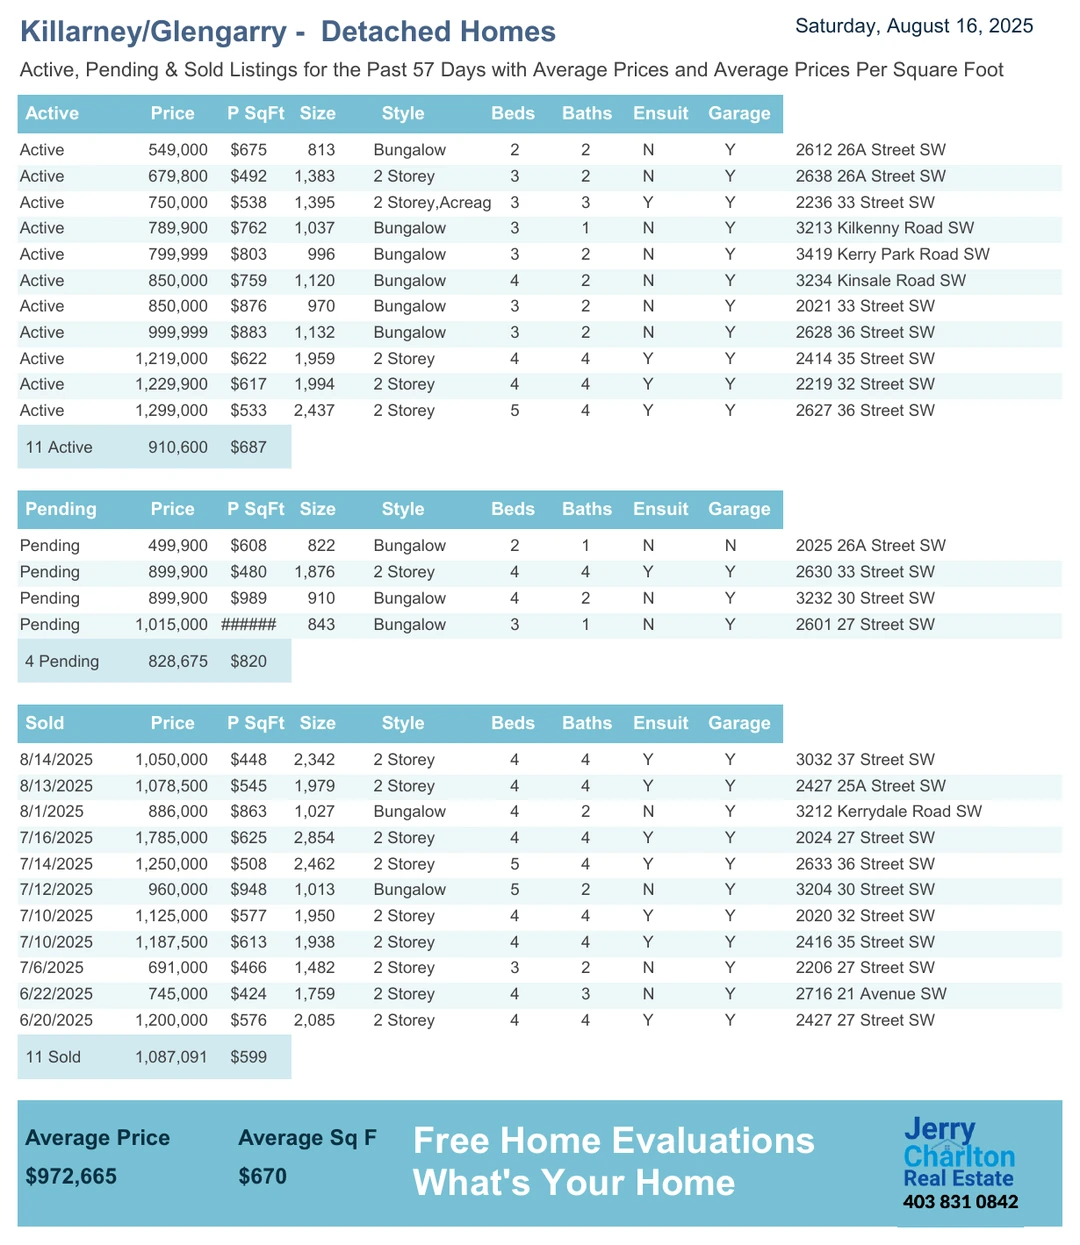 Killarney/Glengarry -  Detached Homes
Saturday, August 16, 2025
Active, Pending & Sold Listings for the Past 57 Days with Average Prices and Average Prices Per Square Foot
Active Price P SqFt Size Style Beds Baths Ensuit Garage
Active 549,000 $675 813 Bungalow 2 2 N Y 2612 26A Street SW
Active 679,800 $492 1,383 2 Storey 3 2 N Y 2638 26A Street SW
Active 750,000 $538 1,395 2 Storey,Acreag 3 3 Y Y 2236 33 Street SW
Active 789,900 $762 1,037 Bungalow 3 1 N Y 3213 Kilkenny Road SW
Active 799,999 $803 996 Bungalow 3 2 N Y 3419 Kerry Park Road SW
Active 850,000 $759 1,120 Bungalow 4 2 N Y 3234 Kinsale Road SW
Active 850,000 $876 970 Bungalow 3 2 N Y 2021 33 Street SW
Active 999,999 $883 1,132 Bungalow 3 2 N Y 2628 36 Street SW
Active 1,219,000 $622 1,959 2 Storey 4 4 Y Y 2414 35 Street SW
Active 1,229,900 $617 1,994 2 Storey 4 4 Y Y 2219 32 Street SW
Active 1,299,000 $533 2,437 2 Storey 5 4 Y Y 2627 36 Street SW
11 Active 910,600 $687
Pending Price P SqFt Size Style Beds Baths Ensuit Garage
Pending 499,900 $608 822 Bungalow 2 1 N N 2025 26A Street SW
Pending 899,900 $480 1,876 2 Storey 4 4 Y Y 2630 33 Street SW
Pending 899,900 $989 910 Bungalow 4 2 N Y 3232 30 Street SW
Pending 1,015,000 ###### 843 Bungalow 3 1 N Y 2601 27 Street SW
4 Pending 828,675 $820
Sold Price P SqFt Size Style Beds Baths Ensuit Garage
8/14/2025 1,050,000 $448 2,342 2 Storey 4 4 Y Y 3032 37 Street SW
8/13/2025 1,078,500 $545 1,979 2 Storey 4 4 Y Y 2427 25A Street SW
8/1/2025 886,000 $863 1,027 Bungalow 4 2 N Y 3212 Kerrydale Road SW
7/16/2025 1,785,000 $625 2,854 2 Storey 4 4 Y Y 2024 27 Street SW
7/14/2025 1,250,000 $508 2,462 2 Storey 5 4 Y Y 2633 36 Street SW
7/12/2025 960,000 $948 1,013 Bungalow 5 2 N Y 3204 30 Street SW
7/10/2025 1,125,000 $577 1,950 2 Storey 4 4 Y Y 2020 32 Street SW
7/10/2025 1,187,500 $613 1,938 2 Storey 4 4 Y Y 2416 35 Street SW
7/6/2025 691,000 $466 1,482 2 Storey 3 2 N Y 2206 27 Street SW
6/22/2025 745,000 $424 1,759 2 Storey 4 3 N Y 2716 21 Avenue SW
6/20/2025 1,200,000 $576 2,085 2 Storey 4 4 Y Y 2427 27 Street SW
11 Sold 1,087,091 $599
Average Price Average Sq F
$972,665 $670
Free Home Evaluations
What's Your Home
Jerry
Charlton
Real Estate
403 831 0842